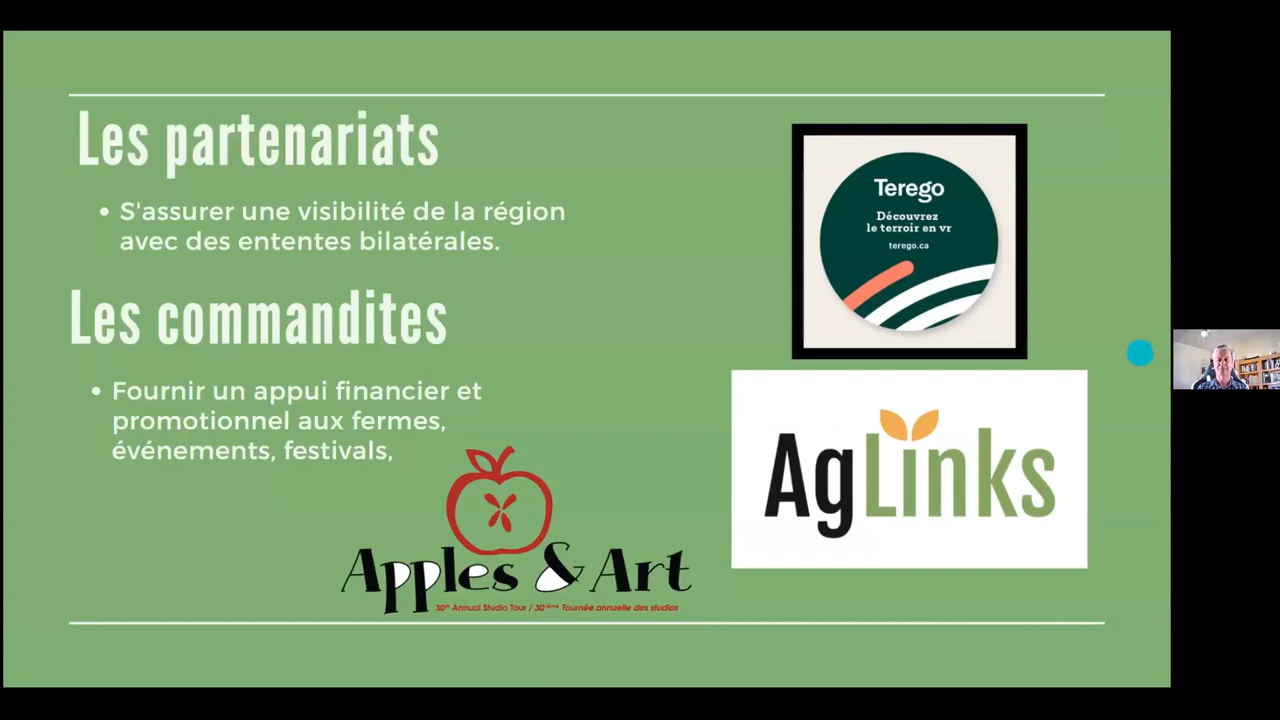 Les partenariats
• S'assurer une visibilité de la région
avec des ententes bilatérales.
Les commandites
• Fournir un appui financier et
promotionnel aux fermes,
événements, festivals,
Apples & Art
30th Annual Studio Tour / 30ième Tournée annuelle des studios
Terego
Découvrez
le terroir en vr
terego.ca
AgLinks